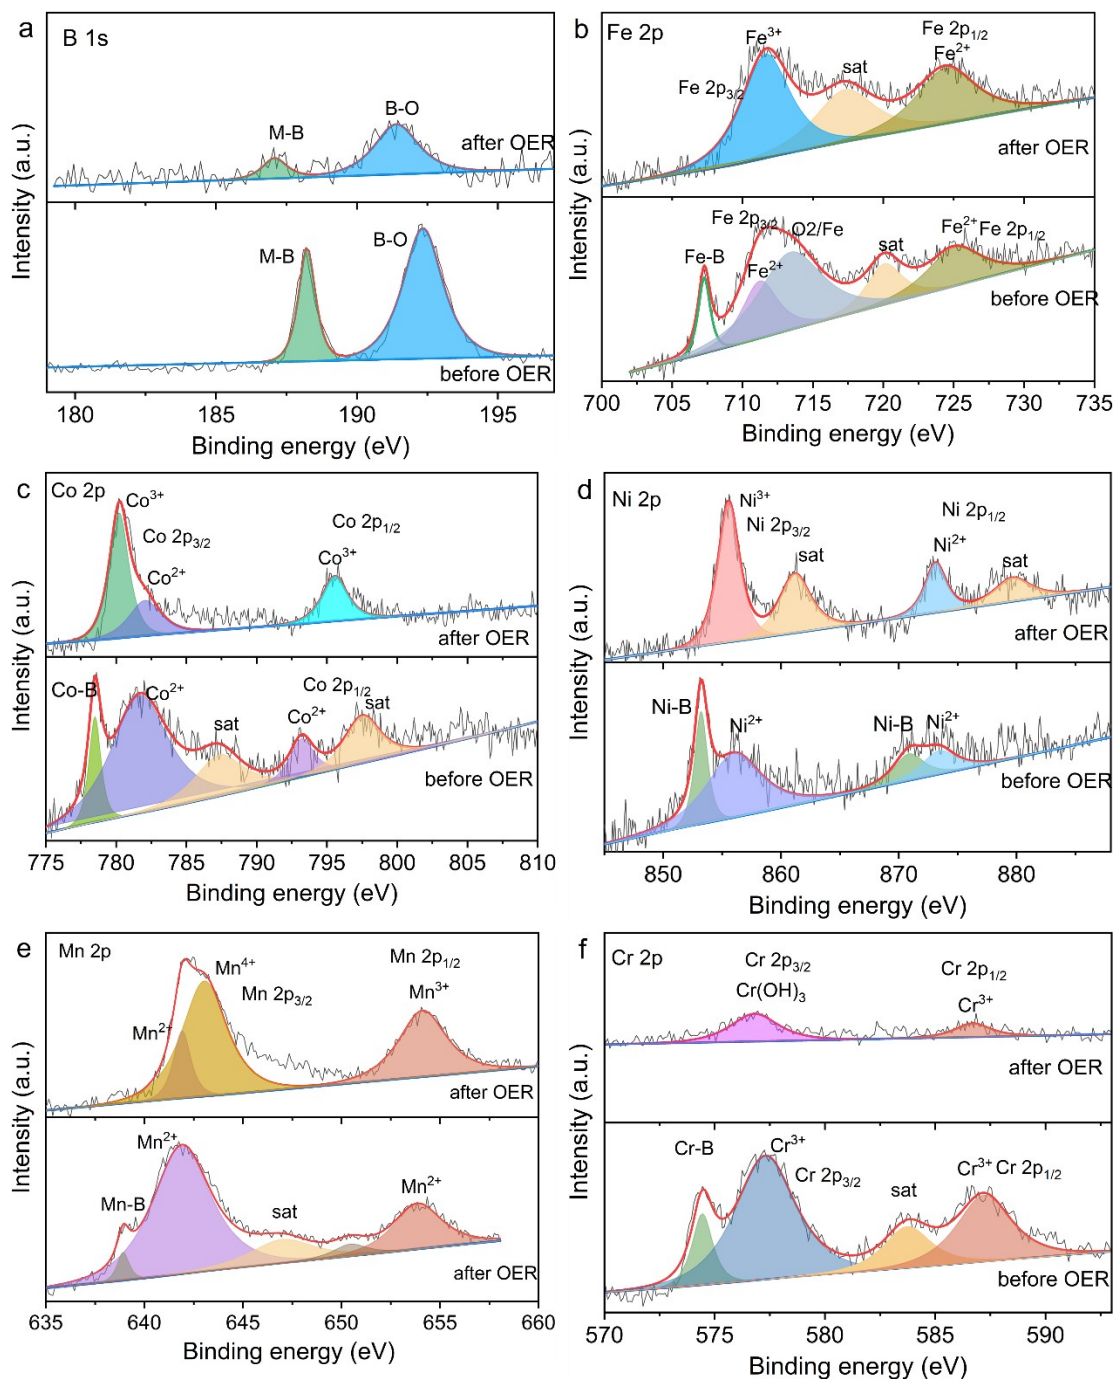 a
B 1s
M-B
B-O
after OER
M-B
B-O
before OER
Intensity (a.u.)
180 185 190 195
Binding energy (eV)
b
Fe 2p
Fe³⁺
Fe 2p₃/₂
sat
Fe 2p₁/₂
Fe²⁺
after OER
Fe-B
Fe 2p₃/₂
O2/Fe
Fe²⁺
sat
Fe²⁺ Fe 2p₁/₂
before OER
Intensity (a.u.)
700 705 710 715 720 725 730 735
Binding energy (eV)
c
Co 2p
Co³⁺
Co 2p₃/₂
Co²⁺
Co 2p₁/₂
Co³⁺
after OER
Co-B
Co²⁺
sat
Co 2p₁/₂
Co²⁺
sat
before OER
Intensity (a.u.)
775 780 785 790 795 800 805 810
Binding energy (eV)
d
Ni 2p
Ni³⁺
Ni 2p₃/₂
sat
Ni 2p₁/₂
Ni²⁺
sat
after OER
Ni-B
Ni²⁺
Ni-B
Ni²⁺
before OER
Intensity (a.u.)
850 860 870 880
Binding energy (eV)
e
Mn 2p
Mn⁴⁺
Mn 2p₃/₂
Mn²⁺
Mn 2p₁/₂
Mn³⁺
after OER
Mn²⁺
Mn-B
sat
Mn²⁺
after OER
Intensity (a.u.)
635 640 645 650 655 660
Binding energy (eV)
f
Cr 2p
Cr 2p₃/₂
Cr(OH)₃
Cr 2p₁/₂
Cr³⁺
after OER
Cr-B
Cr³⁺
Cr 2p₃/₂
sat
Cr³⁺ Cr 2p₁/₂
before OER
Intensity (a.u.)
570 575 580 585 590
Binding energy (eV)